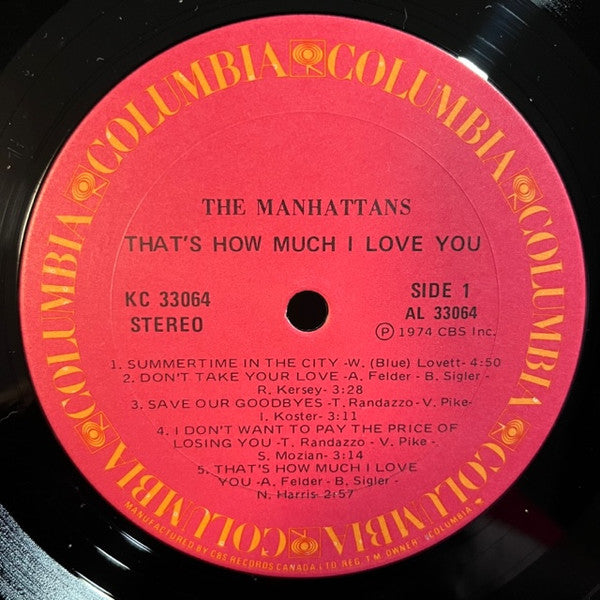 COLUMBIA COLUMBIA COLUMBIA COLUMBIA COLUMBIA COLUMBIA
THE MANHATTANS
THAT'S HOW MUCH I LOVE YOU
KC 33064
STEREO
SIDE 1
AL 33064
Ⓟ 1974 CBS Inc.
1. SUMMERTIME IN THE CITY -W. (Blue) Lovett- 4:50
2. DON'T TAKE YOUR LOVE -A. Felder - B. Sigler -
R. Kersey- 3:28
3. SAVE OUR GOODBYES -T. Randazzo- V. Pike-
I. Koster- 3:11
4. I DON'T WANT TO PAY THE PRICE OF
LOSING YOU -T. Randazzo - V. Pike -
S. Mozian- 3:14
5. THAT'S HOW MUCH I LOVE
YOU -A. Felder - B. Sigler -
N. Harris- 2:57
MANUFACTURED BY CBS RECORDS CANADA LTD REG. T.M. OWNER "COLUMBIA"